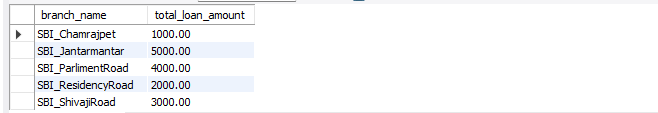 branch_name total_loan_amount
SBI_Chamrajpet 1000.00
SBI_Jantarmantar 5000.00
SBI_ParlimentRoad 4000.00
SBI_ResidencyRoad 2000.00
SBI_ShivajiRoad 3000.00